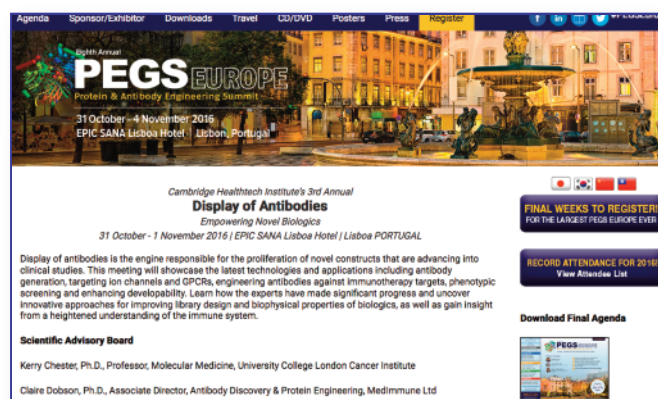 Agenda Sponsor/Exhibitor Downloads Travel CD/DVD Posters Press Register
Eighth Annual
PEGS EUROPE
Protein & Antibody Engineering Summit
31 October - 4 November 2016
EPIC SANA Lisboa Hotel | Lisbon, Portugal
Cambridge Healthtech Institute's 3rd Annual
Display of Antibodies
Empowering Novel Biologics
31 October - 1 November 2016 | EPIC SANA Lisboa Hotel | Lisboa PORTUGAL
Display of antibodies is the engine responsible for the proliferation of novel constructs that are advancing into
clinical studies. This meeting will showcase the latest technologies and applications including antibody
generation, targeting ion channels and GPCRs, engineering antibodies against immunotherapy targets, phenotypic
screening and enhancing developability. Learn how the experts have made significant progress and uncover
innovative approaches for improving library design and biophysical properties of biologics, as well as gain insight
from a heightened understanding of the immune system.
Scientific Advisory Board
Kerry Chester, Ph.D., Professor, Molecular Medicine, University College London Cancer Institute
Claire Dobson, Ph.D., Associate Director, Antibody Discovery & Protein Engineering, MedImmune Ltd
FINAL WEEKS TO REGISTER!
FOR THE LARGEST PEGS EUROPE EVER
RECORD ATTENDANCE FOR 2016!
View Attendee List
Download Final Agenda
PEGS EUROPE